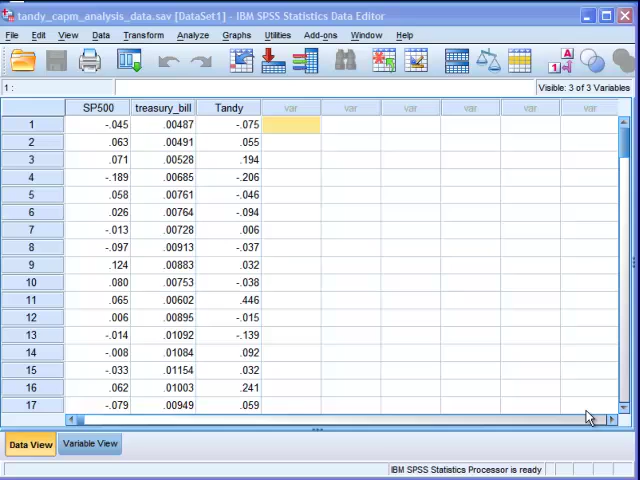 tandy_capm_analysis_data.sav [DataSet1] - IBM SPSS Statistics Data Editor
File Edit View Data Transform Analyze Graphs Utilities Add-ons Window Help
1 :
Visible: 3 of 3 Variables
SP500 treasury_bill Tandy var var var var var var
1 -.045 .00487 -.075
2 .063 .00491 .055
3 .071 .00528 .194
4 -.189 .00685 -.206
5 .058 .00761 -.046
6 .026 .00764 -.094
7 -.013 .00728 .006
8 -.097 .00913 -.037
9 .124 .00883 .032
10 .080 .00753 -.038
11 .065 .00602 .446
12 .006 .00895 -.015
13 -.014 .01092 -.139
14 -.008 .01084 .092
15 -.033 .01154 .032
16 .062 .01003 .241
17 -.079 .00949 .059
Data View Variable View
IBM SPSS Statistics Processor is ready